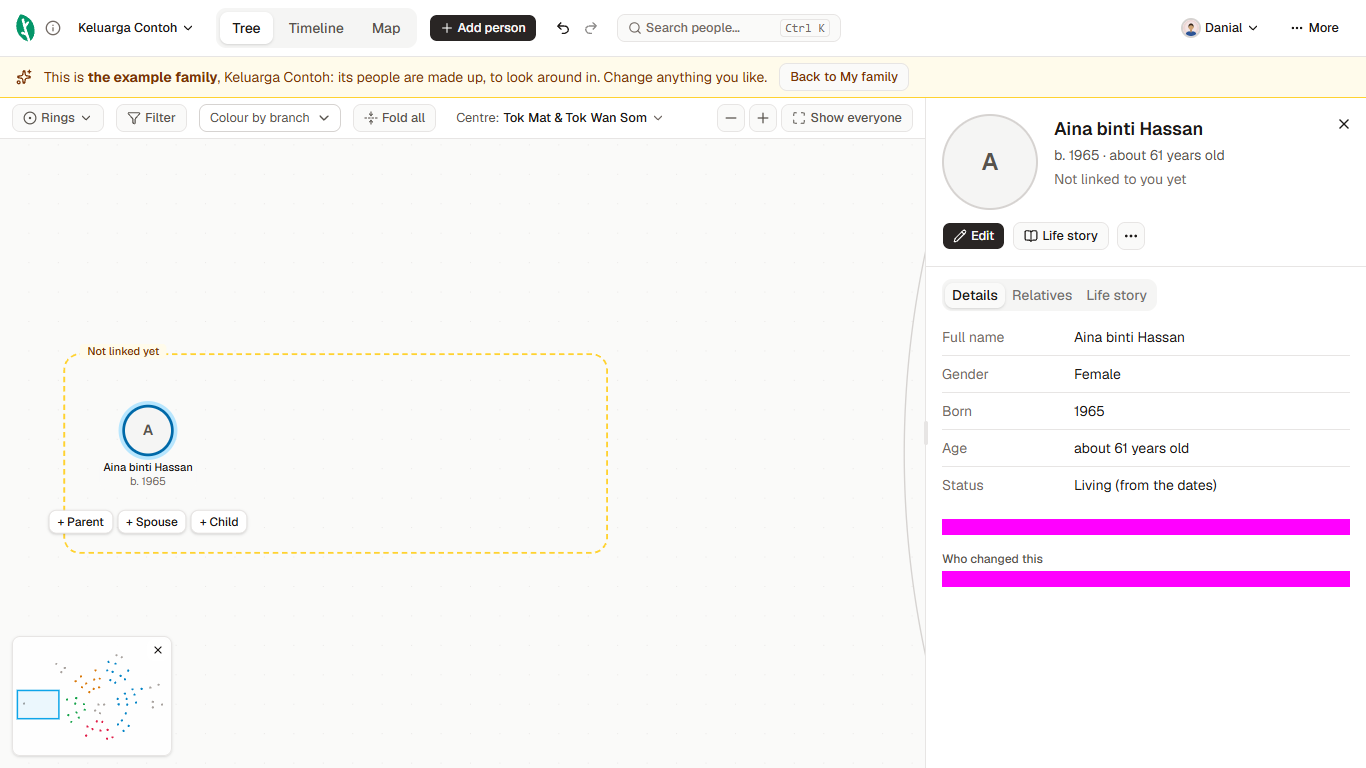 Keluarga Contoh
Tree
Timeline
Map
+ Add person
Search people... Ctrl K
Danial
··· More
This is the example family, Keluarga Contoh: its people are made up, to look around in. Change anything you like.
Back to My family
Rings
Filter
Colour by branch
Fold all
Centre: Tok Mat & Tok Wan Som
Show everyone
Not linked yet
A
Aina binti Hassan
b. 1965
+ Parent
+ Spouse
+ Child
A
Aina binti Hassan
b. 1965 · about 61 years old
Not linked to you yet
Edit
Life story
Details
Relatives
Life story
Full name Aina binti Hassan
Gender Female
Born 1965
Age about 61 years old
Status Living (from the dates)
Who changed this